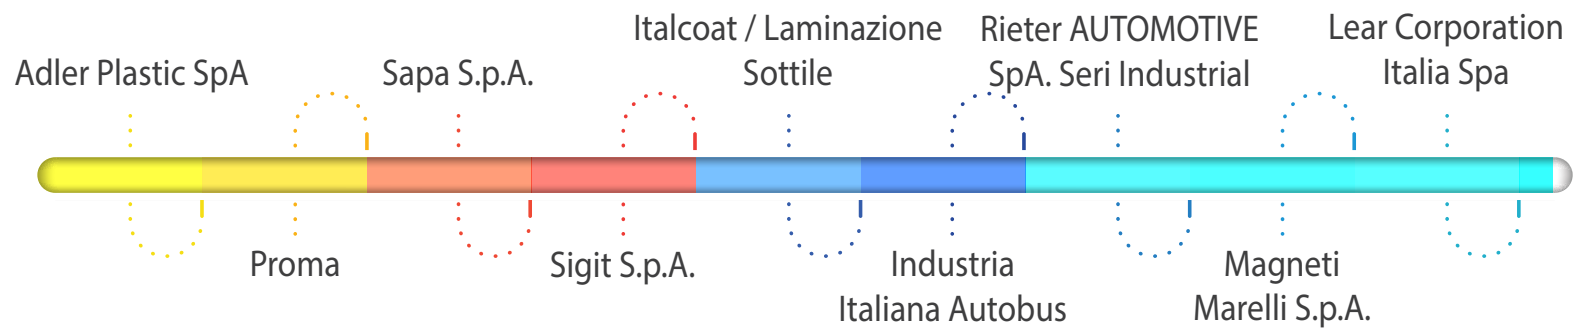 Adler Plastic SpA
Proma
Sapa S.p.A.
Sigit S.p.A.
Italcoat / Laminazione
Sottile
Industria
Italiana Autobus
Rieter AUTOMOTIVE
SpA. Seri Industrial
Magneti
Marelli S.p.A.
Lear Corporation
Italia Spa